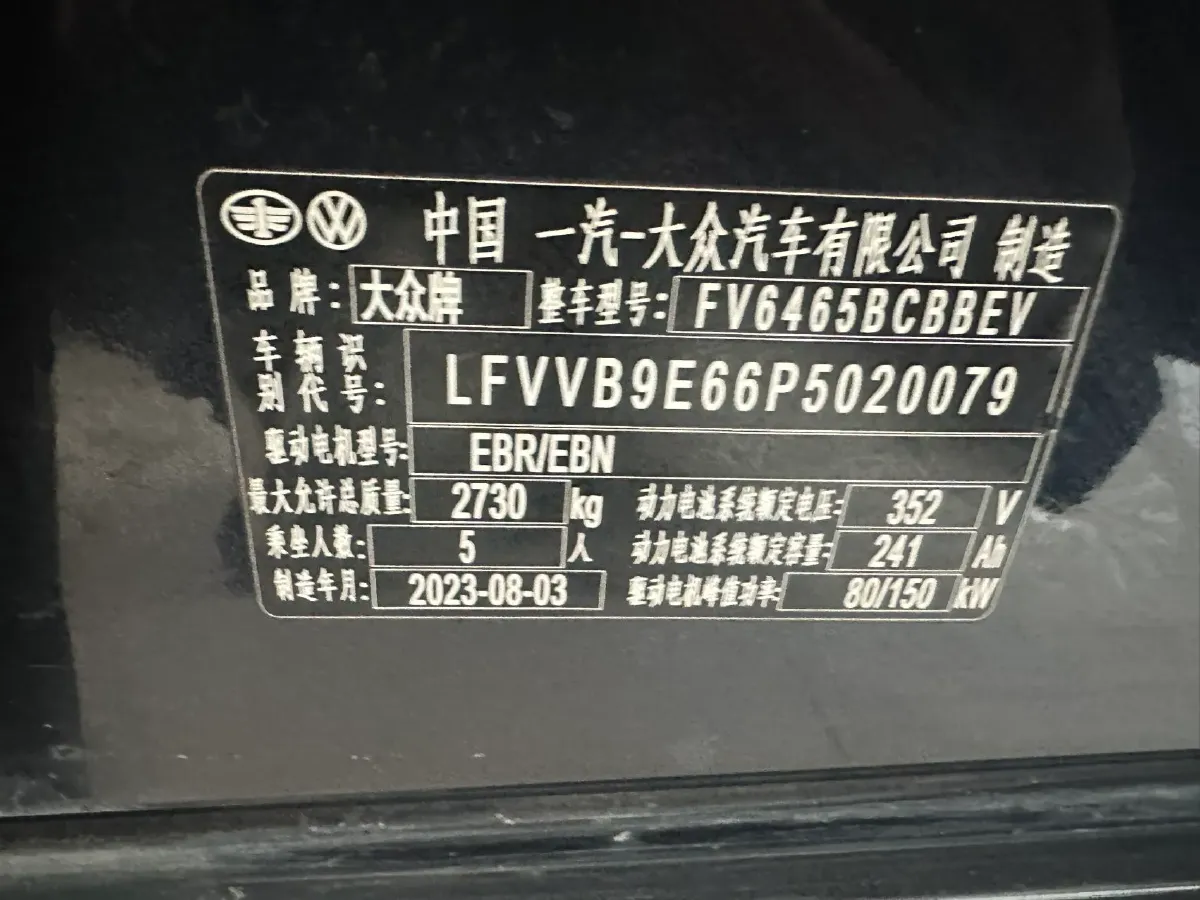 中国 一汽-大众汽车有限公司 制造
品牌: 大众牌 整车型号: FV6465BCBBEV
车辆识别代号: LFVVB9E66P5020079
驱动电机型号: EBR/EBN
最大允许总质量: 2730 kg 动力电池系统额定电压: 352 V
乘坐人数: 5 人 动力电池系统额定容量: 241 Ah
制造年月: 2023-08-03 驱动电机峰值功率: 80/150 kW